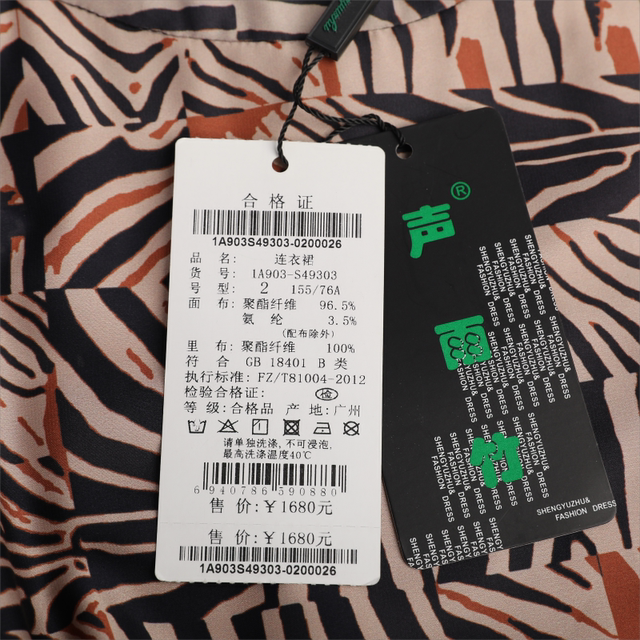 合格证
1A903S49303-0200026
品名: 连衣裙
货号: 1A903-S49303
号型: 2 155/76A
面布: 聚酯纤维 96.5%
氨纶 3.5%
(配布除外)
里布: 聚酯纤维 100%
符合 GB 18401 B 类
执行标准: FZ/T81004-2012
检验合格证: 检
等级:合格品 产地:广州
请单独洗涤,不可浸泡,
最高洗涤温度40℃
6940786590880
售价:¥1680元
售价:¥1680元
1A903S49303-0200026
声雨竹®
SHENGYUZHU&
FASHION DRESS